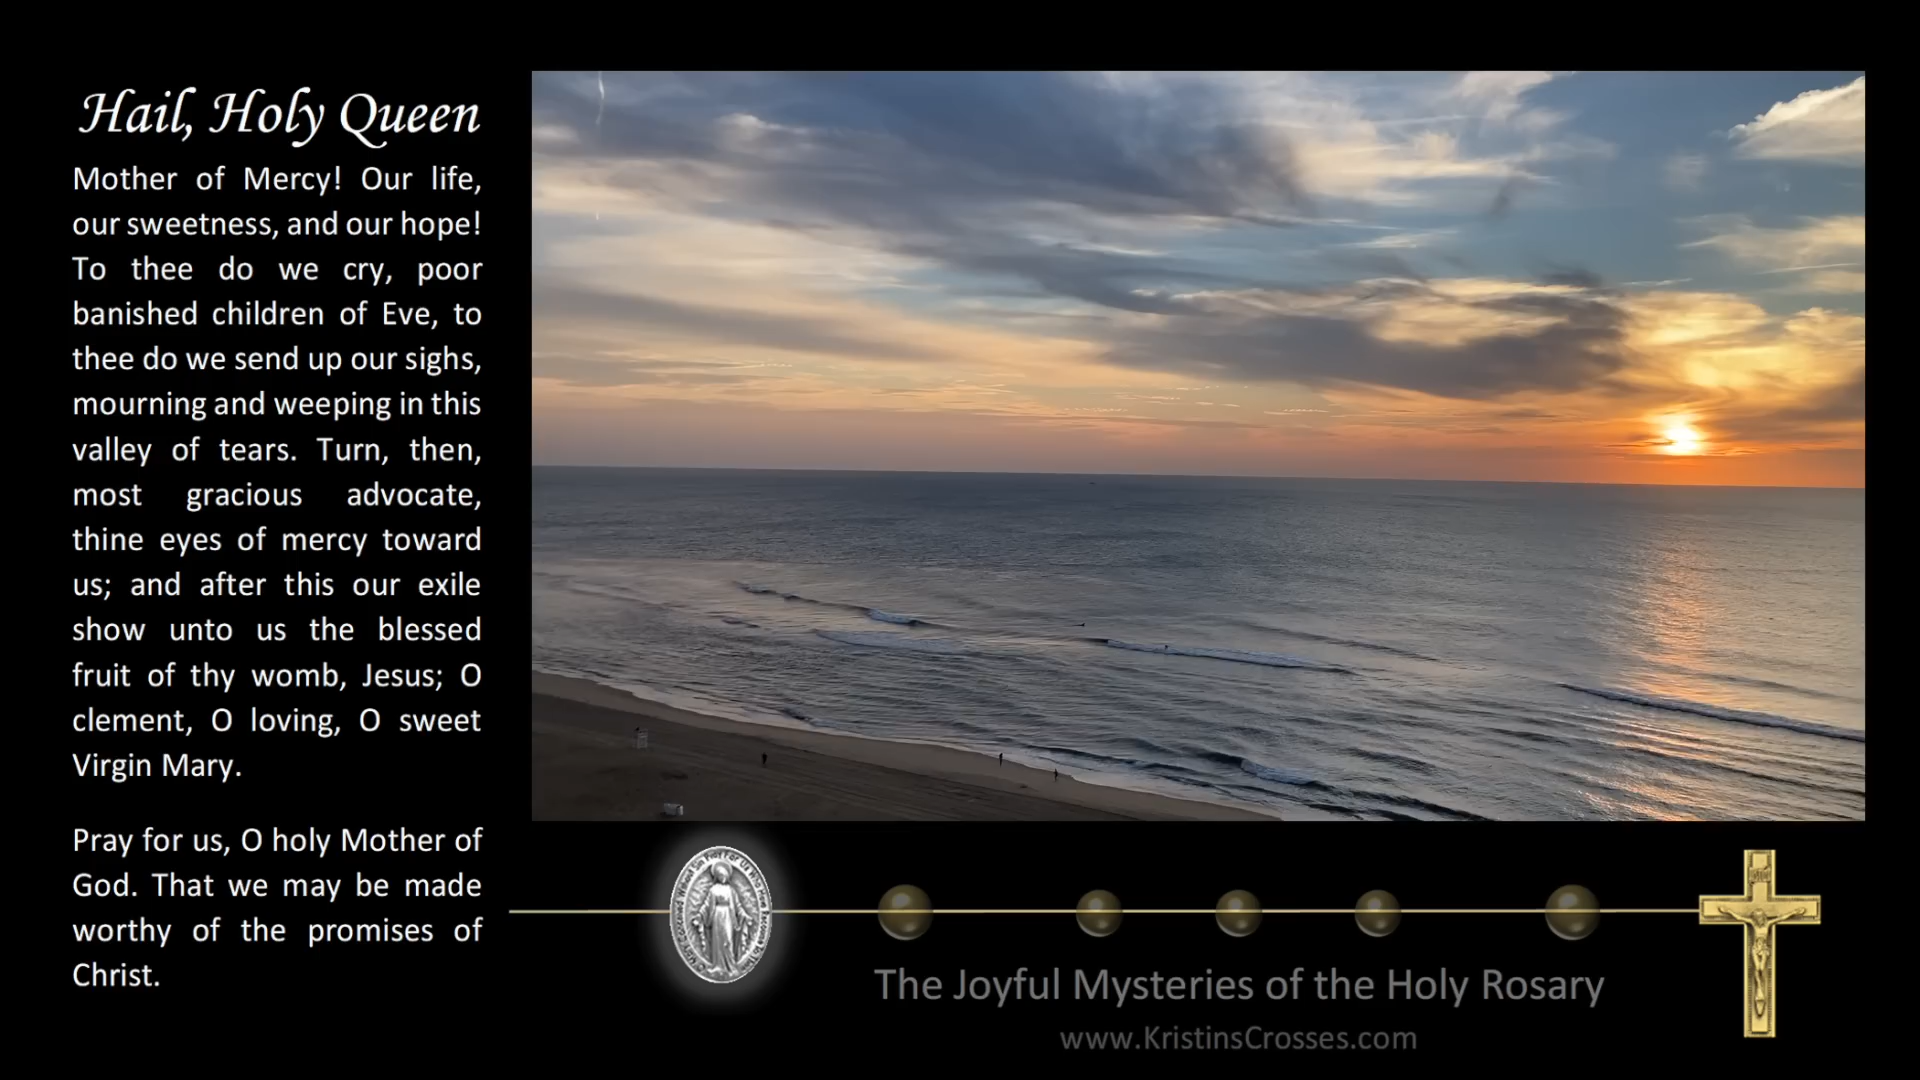 Hail, Holy Queen
Mother of Mercy! Our life,
our sweetness, and our hope!
To thee do we cry, poor
banished children of Eve, to
thee do we send up our sighs,
mourning and weeping in this
valley of tears. Turn, then,
most gracious advocate,
thine eyes of mercy toward
us; and after this our exile
show unto us the blessed
fruit of thy womb, Jesus; O
clement, O loving, O sweet
Virgin Mary.
Pray for us, O holy Mother of
God. That we may be made
worthy of the promises of
Christ.
The Joyful Mysteries of the Holy Rosary
www.KristinsCrosses.com